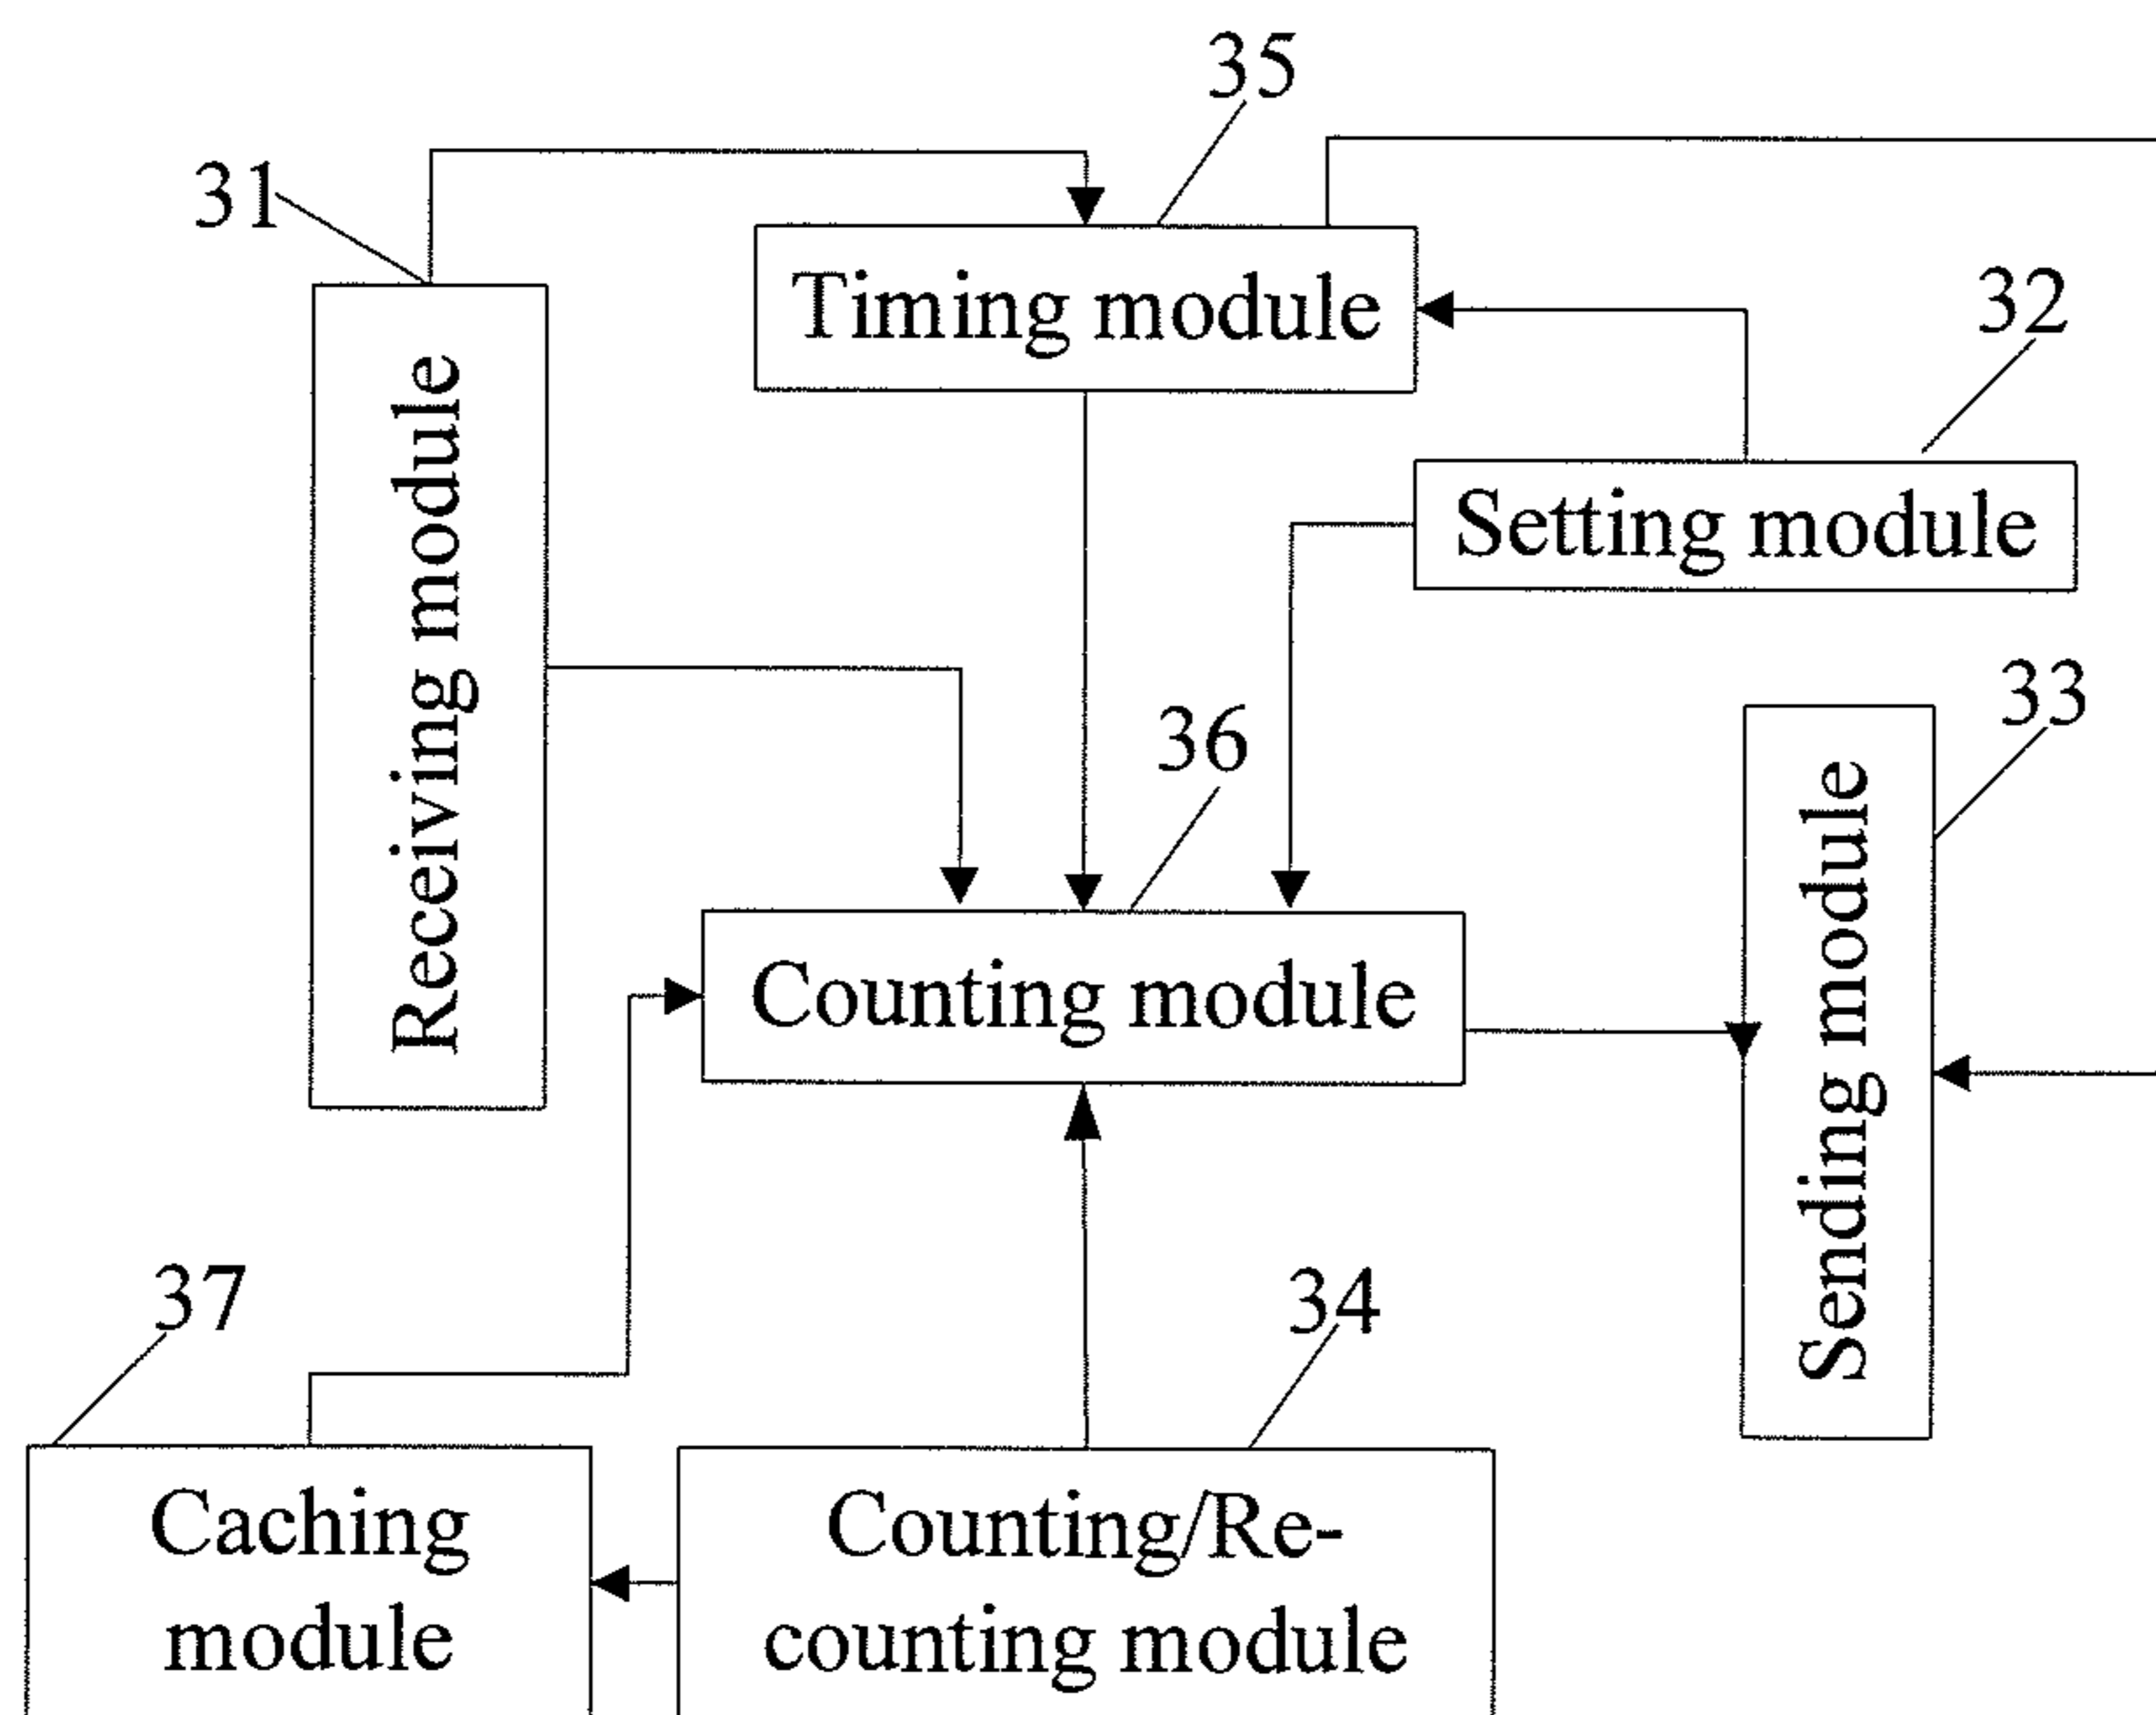 35
31
Timing module
32
Receiving module
Setting module
33
36
Counting module
Sending module
37
34
Caching
module
Counting/Re-
counting module